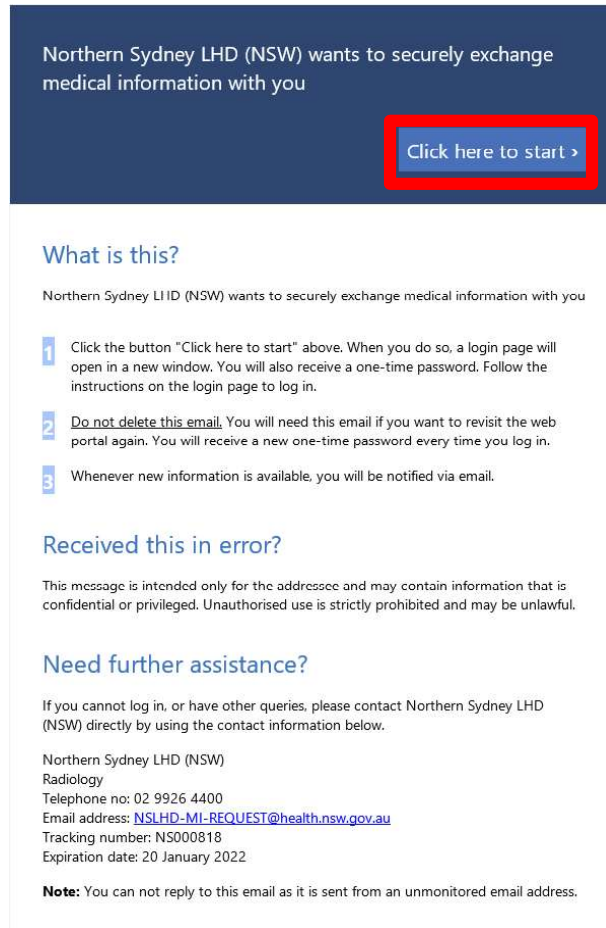 Northern Sydney LHD (NSW) wants to securely exchange
medical information with you
Click here to start ›
What is this?
Northern Sydney LHD (NSW) wants to securely exchange medical information with you
1 Click the button "Click here to start" above. When you do so, a login page will
open in a new window. You will also receive a one-time password. Follow the
instructions on the login page to log in.
2 Do not delete this email. You will need this email if you want to revisit the web
portal again. You will receive a new one-time password every time you log in.
3 Whenever new information is available, you will be notified via email.
Received this in error?
This message is intended only for the addressee and may contain information that is
confidential or privileged. Unauthorised use is strictly prohibited and may be unlawful.
Need further assistance?
If you cannot log in, or have other queries, please contact Northern Sydney LHD
(NSW) directly by using the contact information below.
Northern Sydney LHD (NSW)
Radiology
Telephone no: 02 9926 4400
Email address: NSLHD-MI-REQUEST@health.nsw.gov.au
Tracking number: NS000818
Expiration date: 20 January 2022
Note: You can not reply to this email as it is sent from an unmonitored email address.